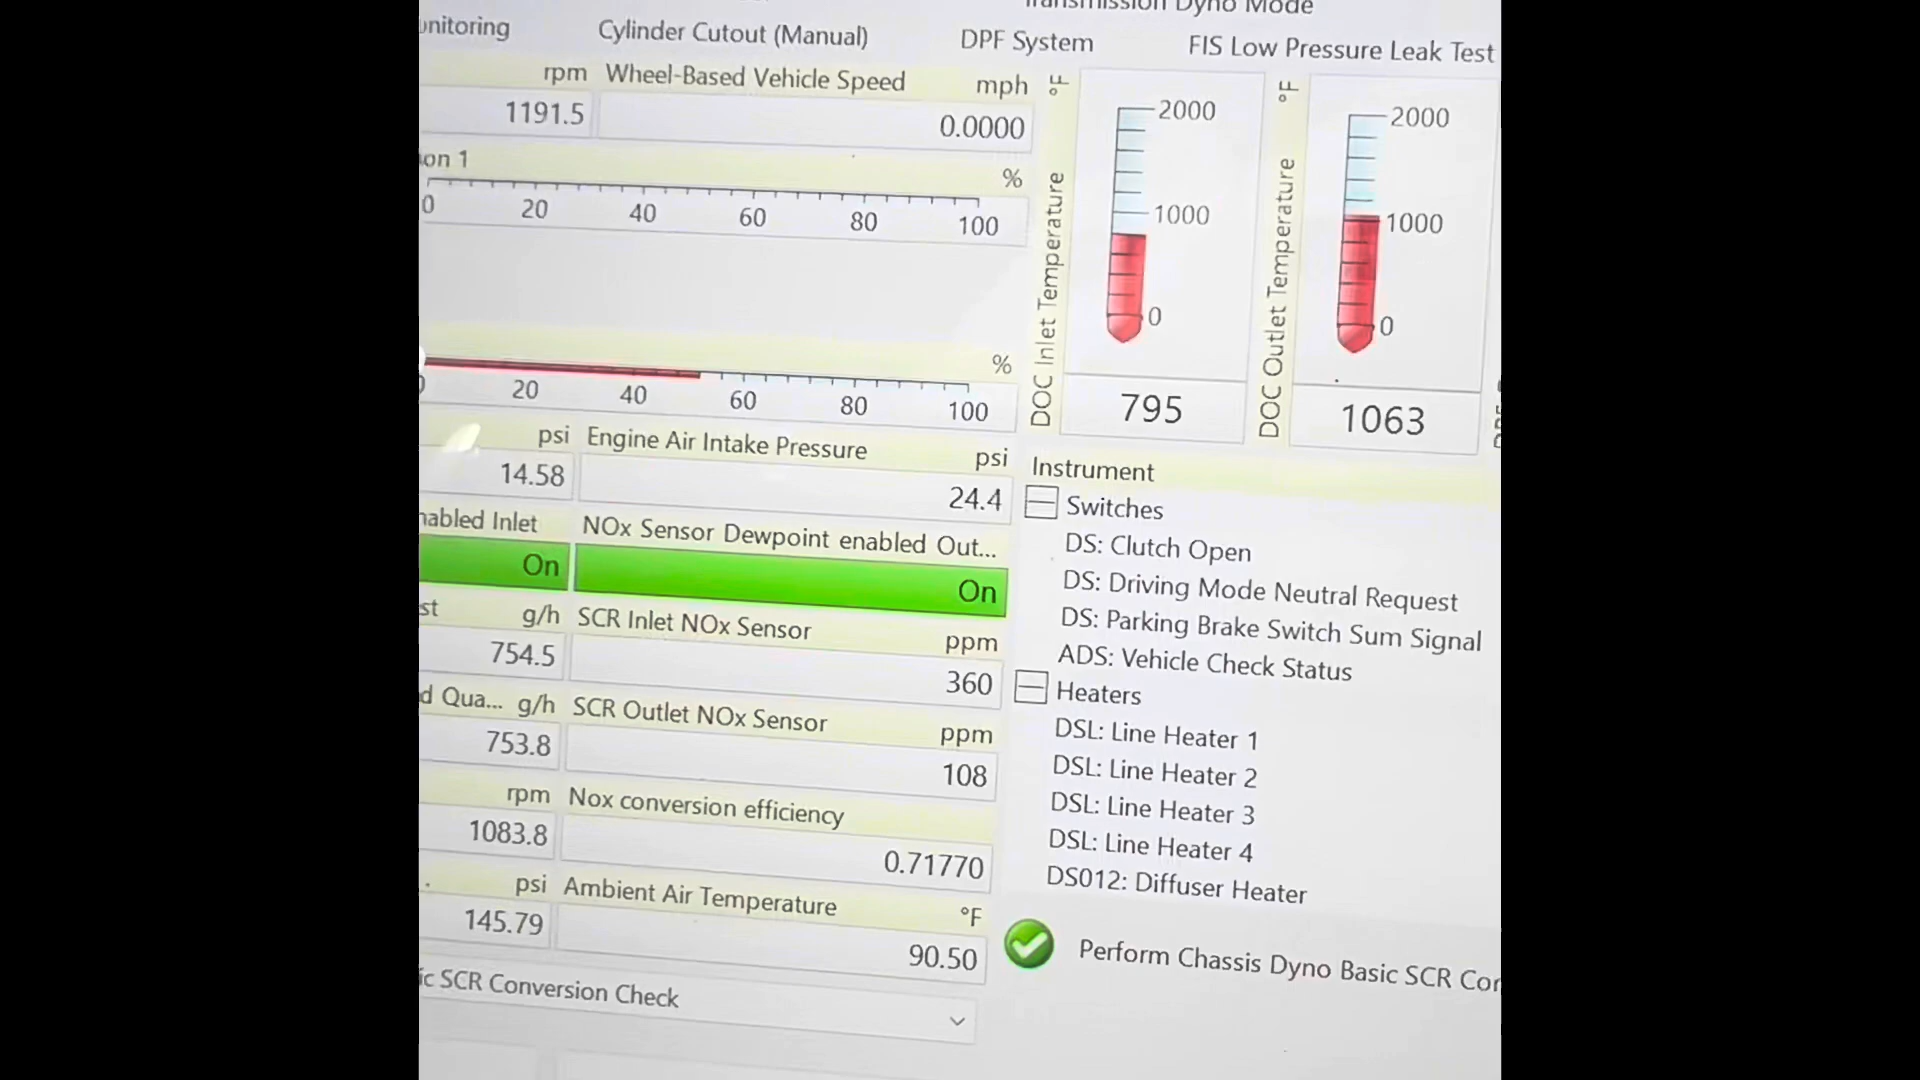 Transmission Dyno Mode
Cylinder Cutout (Manual)
DPF System
FIS Low Pressure Leak Test
rpm
Wheel-Based Vehicle Speed
mph
1191.5
0.0000
on 1
%
0 20 40 60 80 100
%
20 40 60 80 100
DOC Inlet Temperature
°F
2000
1000
0
795
DOC Outlet Temperature
°F
2000
1000
0
1063
psi
Engine Air Intake Pressure
psi
14.58
24.4
nabled Inlet
NOx Sensor Dewpoint enabled Out...
On
On
st
g/h
SCR Inlet NOx Sensor
ppm
754.5
360
d Qua...
g/h
SCR Outlet NOx Sensor
ppm
753.8
108
rpm
Nox conversion efficiency
1083.8
0.71770
psi
Ambient Air Temperature
°F
145.79
90.50
ic SCR Conversion Check
Instrument
Switches
DS: Clutch Open
DS: Driving Mode Neutral Request
DS: Parking Brake Switch Sum Signal
ADS: Vehicle Check Status
Heaters
DSL: Line Heater 1
DSL: Line Heater 2
DSL: Line Heater 3
DSL: Line Heater 4
DS012: Diffuser Heater
Perform Chassis Dyno Basic SCR Cor